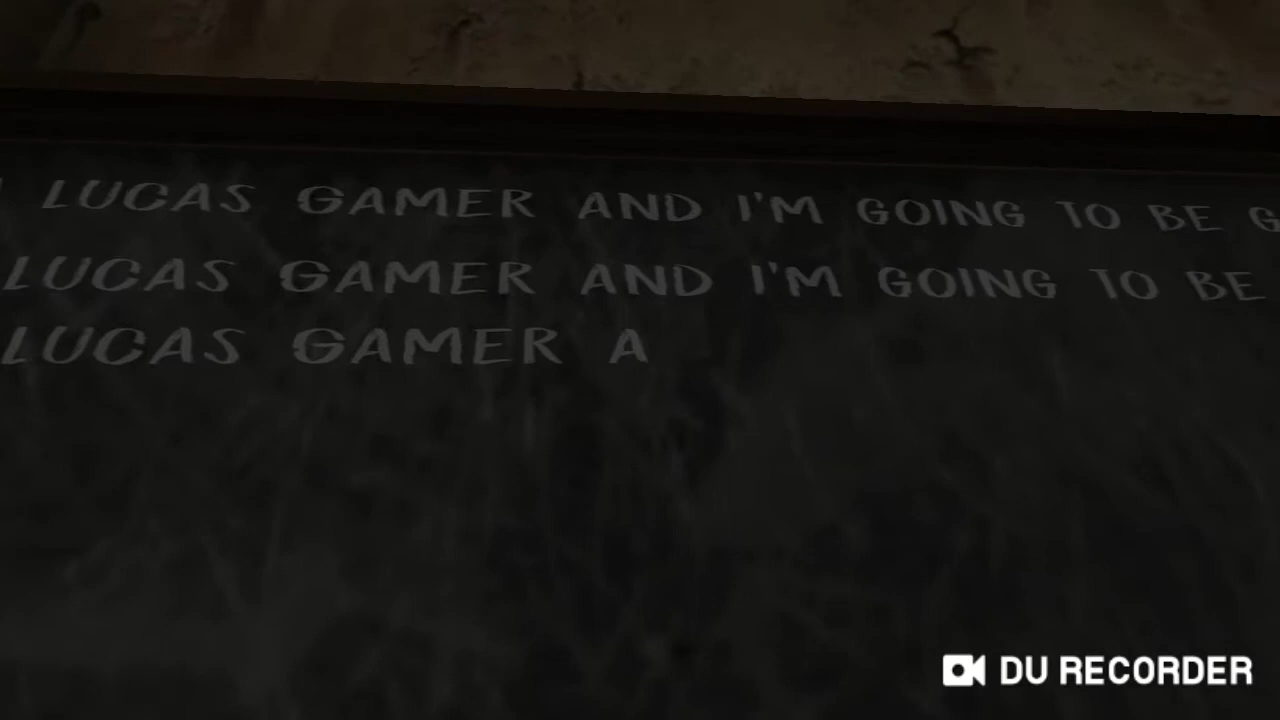 LUCAS GAMER AND I'M GOING TO BE G
LUCAS GAMER AND I'M GOING TO BE
LUCAS GAMER A
DU RECORDER